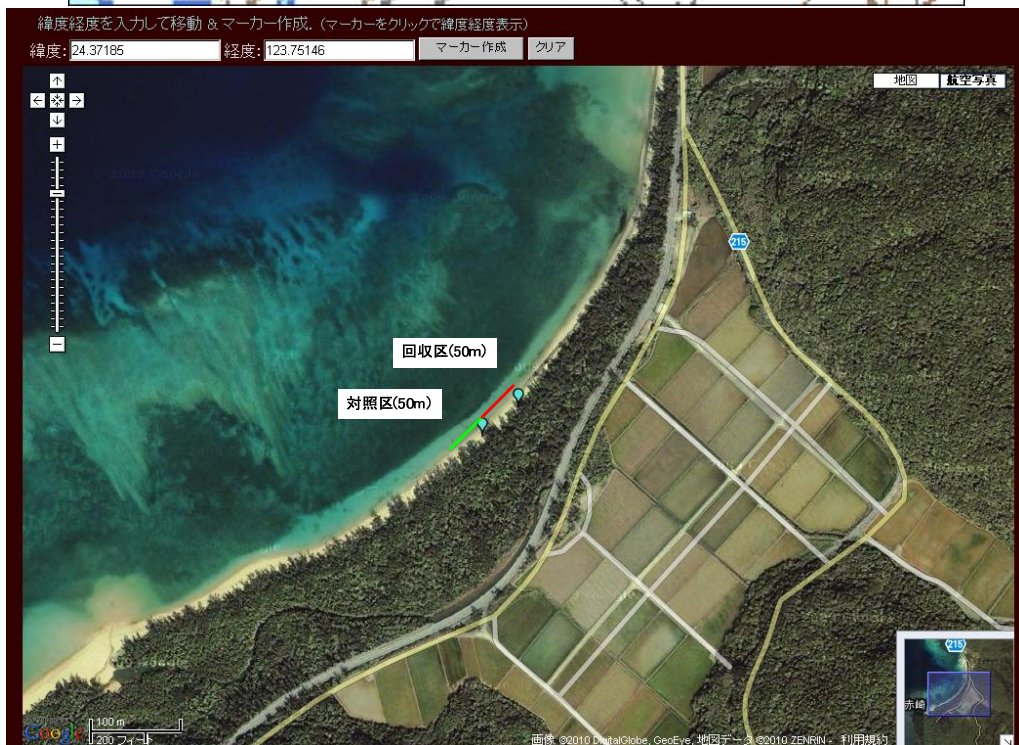 緯度経度を入力して移動 & マーカー作成. (マーカーをクリックで緯度経度表示)
緯度: 24.37185 経度: 123.75146 マーカー作成 クリア
地図 航空写真
215
回収区(50m)
対照区(50m)
215
赤崎
100 m
200 フィート
Google
画像 ©2010 DigitalGlobe, GeoEye, 地図データ ©2010 ZENRIN - 利用規約